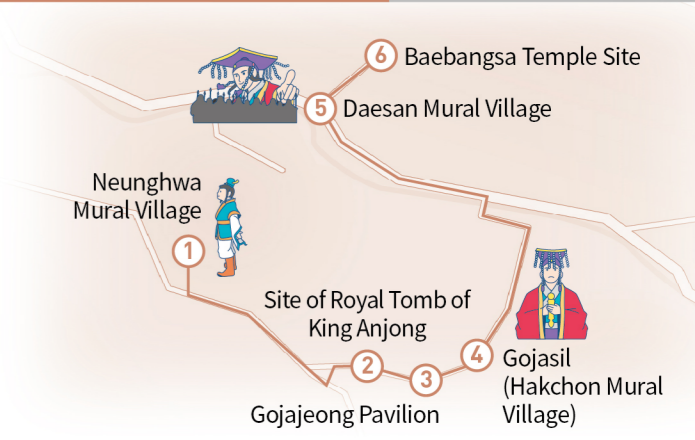 6
Baebangsa Temple Site
5
Daesan Mural Village
Neunghwa
Mural Village
1
Site of Royal Tomb of
King Anjong
2
3
4
Gojasil
(Hakchon Mural
Village)
Gojajeong Pavilion